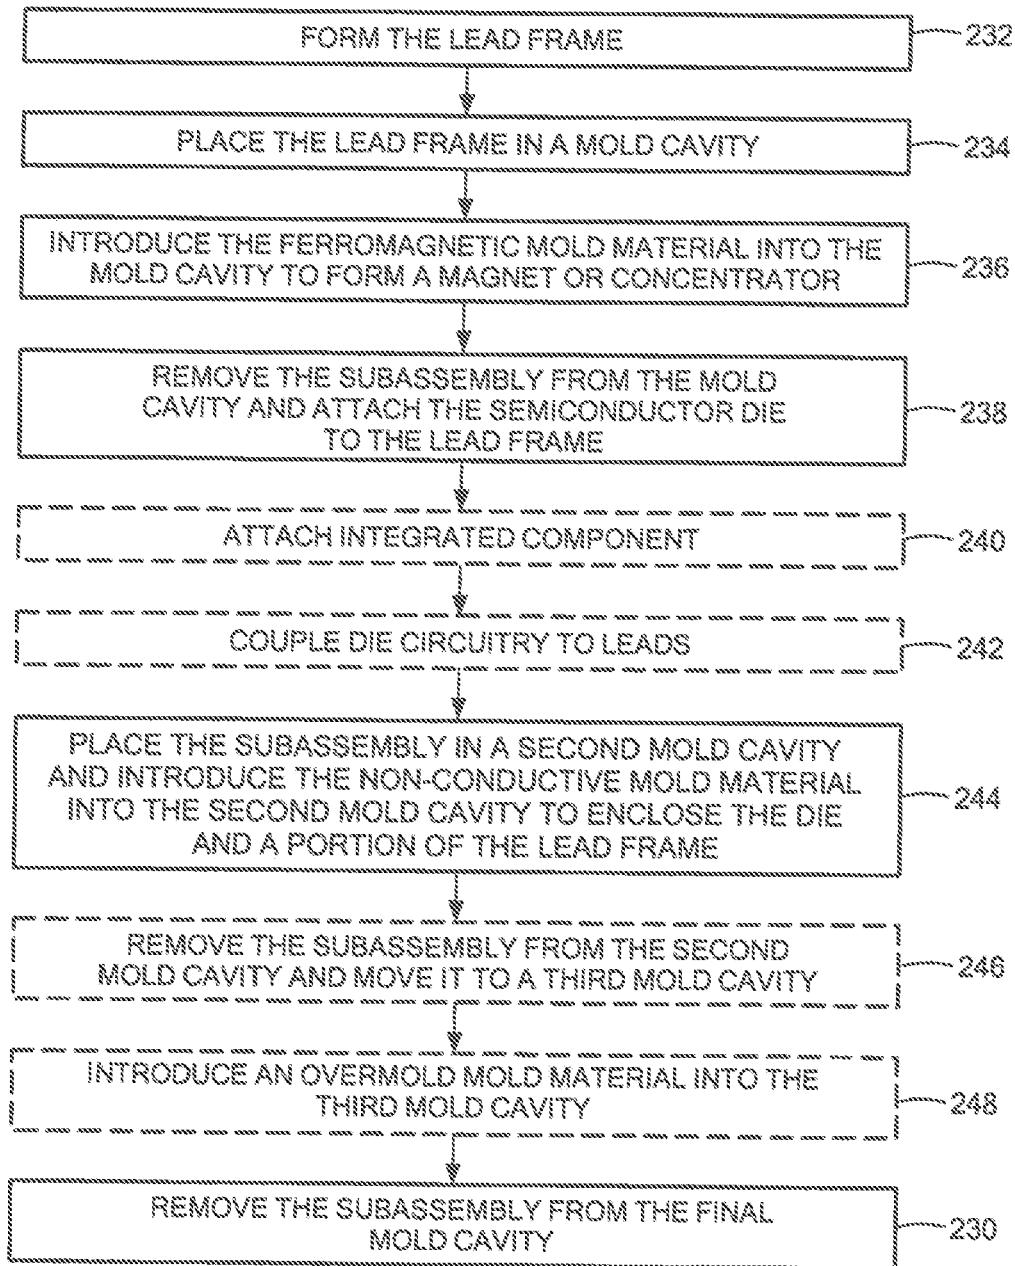 FORM THE LEAD FRAME
232
PLACE THE LEAD FRAME IN A MOLD CAVITY
234
INTRODUCE THE FERROMAGNETIC MOLD MATERIAL INTO THE
MOLD CAVITY TO FORM A MAGNET OR CONCENTRATOR
236
REMOVE THE SUBASSEMBLY FROM THE MOLD
CAVITY AND ATTACH THE SEMICONDUCTOR DIE
TO THE LEAD FRAME
238
ATTACH INTEGRATED COMPONENT
240
COUPLE DIE CIRCUITRY TO LEADS
242
PLACE THE SUBASSEMBLY IN A SECOND MOLD CAVITY
AND INTRODUCE THE NON-CONDUCTIVE MOLD MATERIAL
INTO THE SECOND MOLD CAVITY TO ENCLOSE THE DIE
AND A PORTION OF THE LEAD FRAME
244
REMOVE THE SUBASSEMBLY FROM THE SECOND
MOLD CAVITY AND MOVE IT TO A THIRD MOLD CAVITY
246
INTRODUCE AN OVERMOLD MOLD MATERIAL INTO THE
THIRD MOLD CAVITY
248
REMOVE THE SUBASSEMBLY FROM THE FINAL
MOLD CAVITY
230